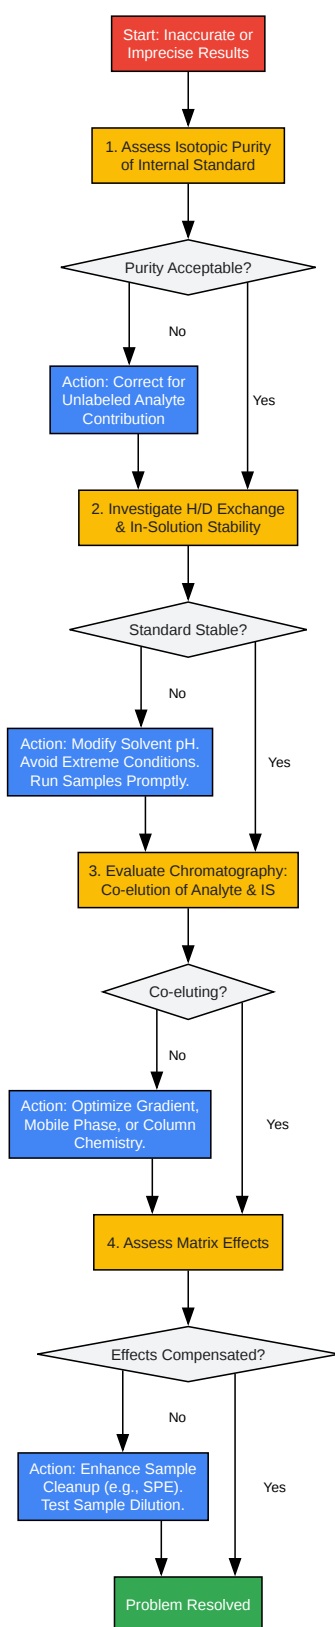 Start: Inaccurate or
Imprecise Results
1. Assess Isotopic Purity
of Internal Standard
Purity Acceptable?
No
Action: Correct for
Unlabeled Analyte
Contribution
Yes
2. Investigate H/D Exchange
& In-Solution Stability
Standard Stable?
No
Action: Modify Solvent pH.
Avoid Extreme Conditions.
Run Samples Promptly.
Yes
3. Evaluate Chromatography:
Co-elution of Analyte & IS
Co-eluting?
No
Action: Optimize Gradient,
Mobile Phase, or Column
Chemistry.
Yes
4. Assess Matrix Effects
Effects Compensated?
No
Action: Enhance Sample
Cleanup (e.g., SPE).
Test Sample Dilution.
Yes
Problem Resolved